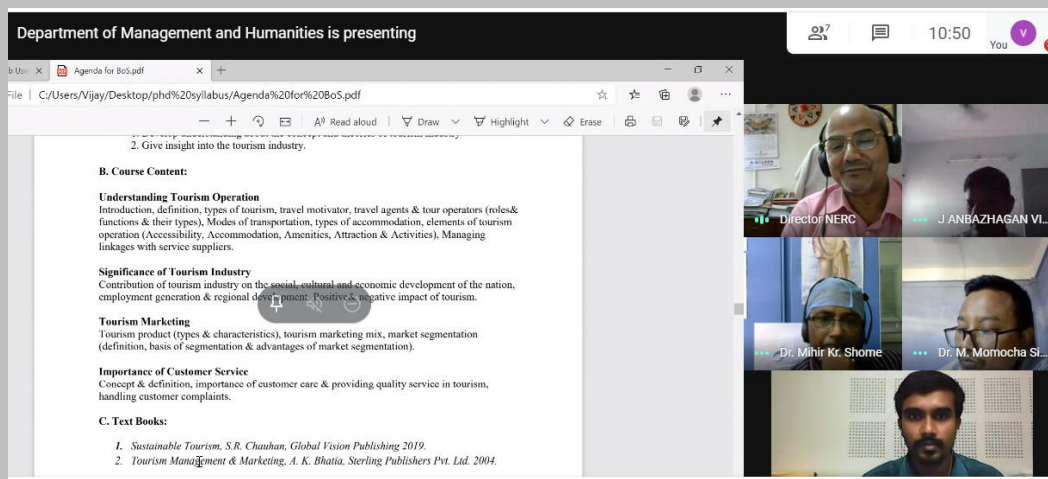 Department of Management and Humanities is presenting
7
10:50
You
V
b Use
Agenda for BoS.pdf
File | C:/Users/Vijay/Desktop/phd%20syllabus/Agenda%20for%20BoS.pdf
Read aloud
Draw
Highlight
Erase
2. Give insight into the tourism industry.
B. Course Content:
Understanding Tourism Operation
Introduction, definition, types of tourism, travel motivator, travel agents & tour operators (roles&
functions & their types), Modes of transportation, types of accommodation, elements of tourism
operation (Accessibility, Accommodation, Amenities, Attraction & Activities), Managing
linkages with service suppliers.
Significance of Tourism Industry
Contribution of tourism industry on the social, cultural and economic development of the nation,
employment generation & regional development. Positive& negative impact of tourism.
Tourism Marketing
Tourism product (types & characteristics), tourism marketing mix, market segmentation
(definition, basis of segmentation & advantages of market segmentation).
Importance of Customer Service
Concept & definition, importance of customer care & providing quality service in tourism,
handling customer complaints.
C. Text Books:
1. Sustainable Tourism, S.R. Chauhan, Global Vision Publishing 2019.
2. Tourism Management & Marketing, A. K. Bhatia, Sterling Publishers Pvt. Ltd. 2004.
Director NERC
J ANBAZHAGAN VI...
Dr. Mihir Kr. Shome
Dr. M. Momocha Si...